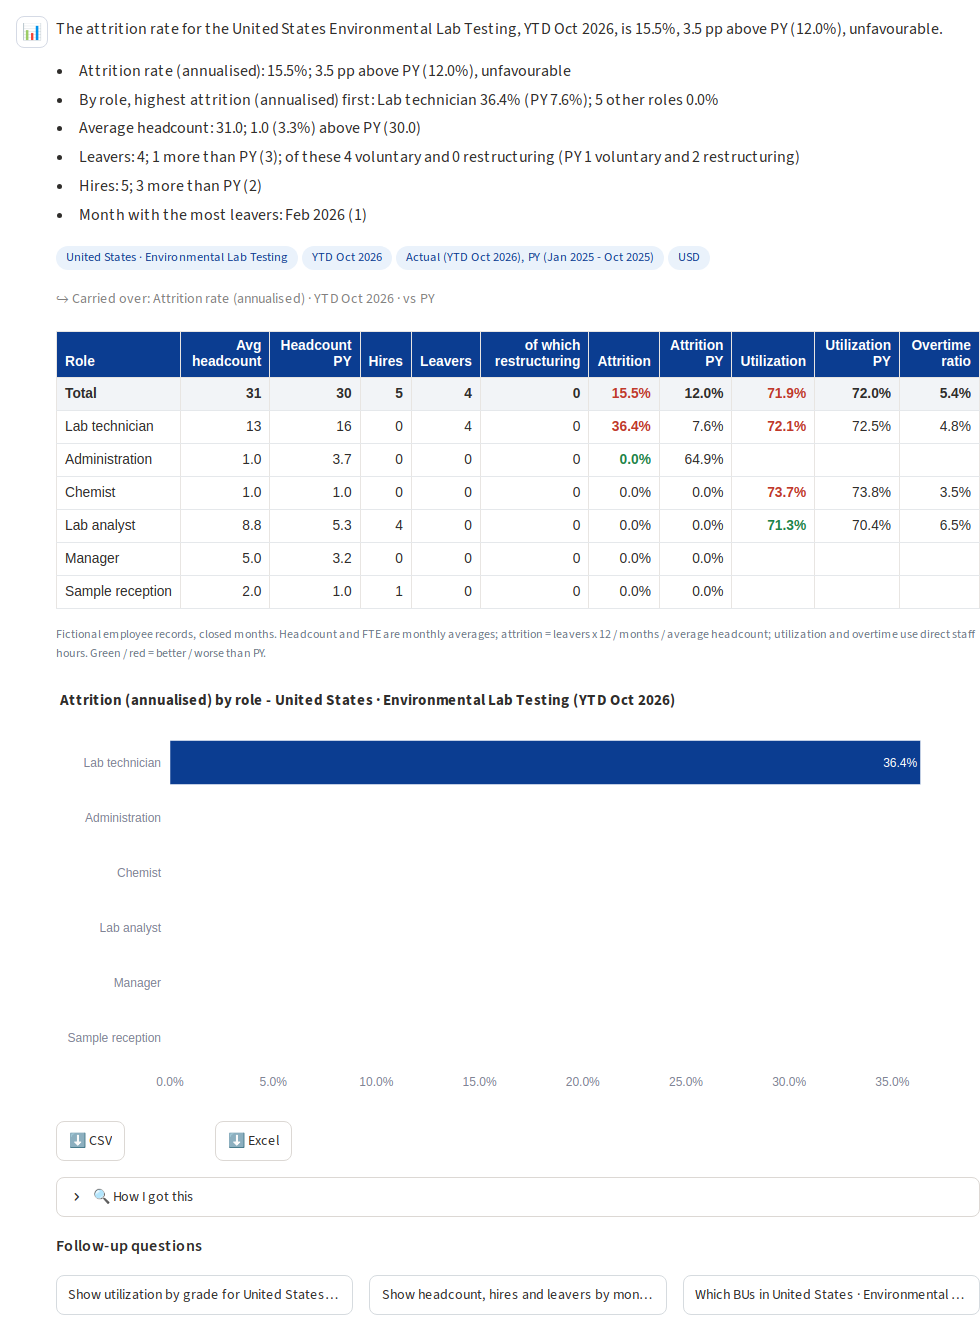 The attrition rate for the United States Environmental Lab Testing, YTD Oct 2026, is 15.5%, 3.5 pp above PY (12.0%), unfavourable.
• Attrition rate (annualised): 15.5%; 3.5 pp above PY (12.0%), unfavourable
• By role, highest attrition (annualised) first: Lab technician 36.4% (PY 7.6%); 5 other roles 0.0%
• Average headcount: 31.0; 1.0 (3.3%) above PY (30.0)
• Leavers: 4; 1 more than PY (3); of these 4 voluntary and 0 restructuring (PY 1 voluntary and 2 restructuring)
• Hires: 5; 3 more than PY (2)
• Month with the most leavers: Feb 2026 (1)
United States · Environmental Lab Testing YTD Oct 2026 Actual (YTD Oct 2026), PY (Jan 2025 - Oct 2025) USD
↪ Carried over: Attrition rate (annualised) · YTD Oct 2026 · vs PY
Role Avg headcount Headcount PY Hires Leavers of which restructuring Attrition Attrition PY Utilization Utilization PY Overtime ratio
Total 31 30 5 4 0 15.5% 12.0% 71.9% 72.0% 5.4%
Lab technician 13 16 0 4 0 36.4% 7.6% 72.1% 72.5% 4.8%
Administration 1.0 3.7 0 0 0 0.0% 64.9%
Chemist 1.0 1.0 0 0 0 0.0% 0.0% 73.7% 73.8% 3.5%
Lab analyst 8.8 5.3 4 0 0 0.0% 0.0% 71.3% 70.4% 6.5%
Manager 5.0 3.2 0 0 0 0.0% 0.0%
Sample reception 2.0 1.0 1 0 0 0.0% 0.0%
Fictional employee records, closed months. Headcount and FTE are monthly averages; attrition = leavers x 12 / months / average headcount; utilization and overtime use direct staff
hours. Green / red = better / worse than PY.
Attrition (annualised) by role - United States · Environmental Lab Testing (YTD Oct 2026)
Lab technician 36.4%
Administration
Chemist
Lab analyst
Manager
Sample reception
0.0% 5.0% 10.0% 15.0% 20.0% 25.0% 30.0% 35.0%
⬇️ CSV ⬇️ Excel
› 🔍 How I got this
Follow-up questions
Show utilization by grade for United States… Show headcount, hires and leavers by mon… Which BUs in United States · Environmental …